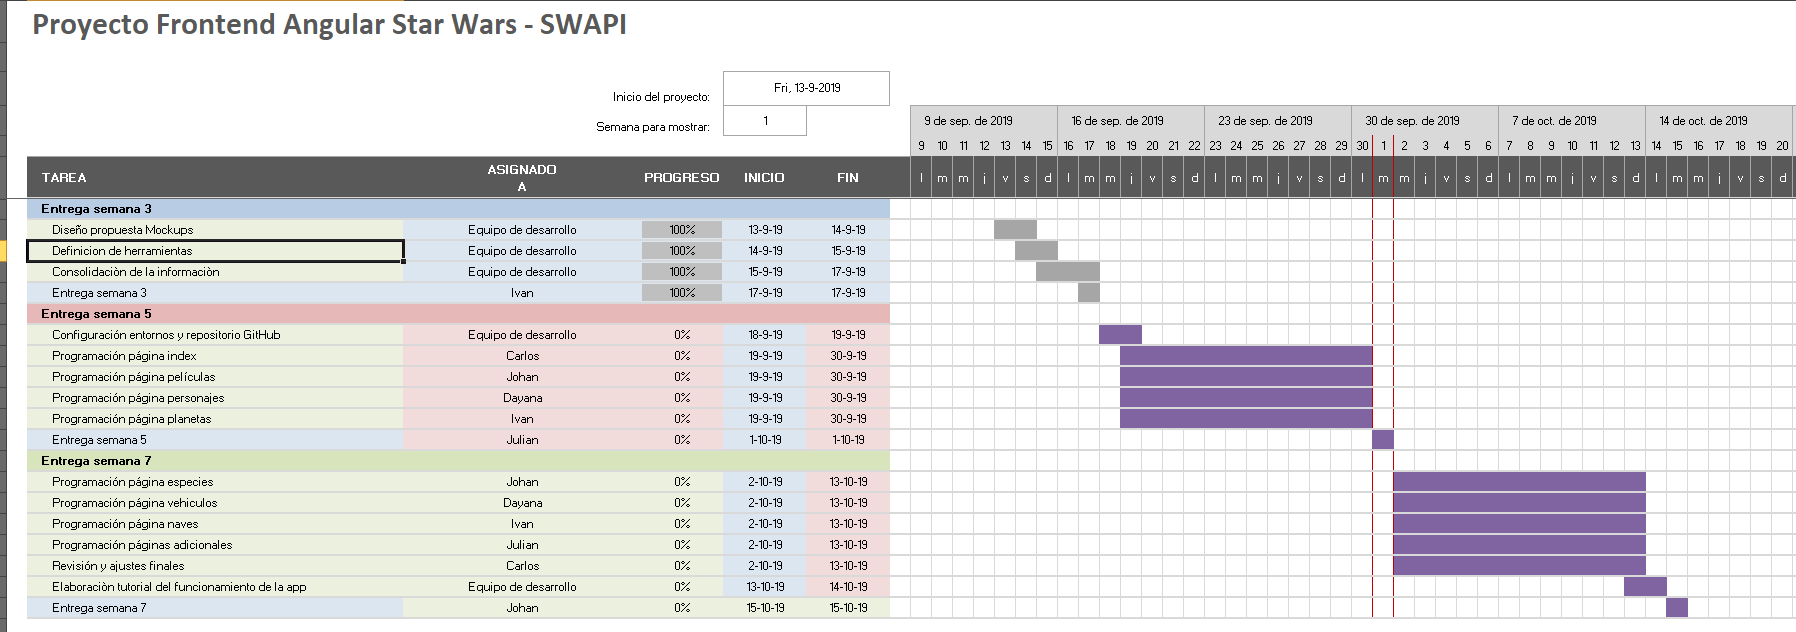 Proyecto Frontend Angular Star Wars - SWAPI
Inicio del proyecto: Fri, 13-9-2019
Semana para mostrar: 1
9 de sep. de 2019 16 de sep. de 2019 23 de sep. de 2019 30 de sep. de 2019 7 de oct. de 2019 14 de oct. de 2019
9 10 11 12 13 14 15 16 17 18 19 20 21 22 23 24 25 26 27 28 29 30 1 2 3 4 5 6 7 8 9 10 11 12 13 14 15 16 17 18 19 20
TAREA ASIGNADO A PROGRESO INICIO FIN l m m j v s d l m m j v s d l m m j v s d l m m j v s d l m m j v s d l m m j v s d
Entrega semana 3
Diseño propuesta Mockups Equipo de desarrollo 100% 13-9-19 14-9-19
Definicion de herramientas Equipo de desarrollo 100% 14-9-19 15-9-19
Consolidaciòn de la informaciòn Equipo de desarrollo 100% 15-9-19 17-9-19
Entrega semana 3 Ivan 100% 17-9-19 17-9-19
Entrega semana 5
Configuración entornos y repositorio GitHub Equipo de desarrollo 0% 18-9-19 19-9-19
Programación página index Carlos 0% 19-9-19 30-9-19
Programación página películas Johan 0% 19-9-19 30-9-19
Programación página personajes Dayana 0% 19-9-19 30-9-19
Programación página planetas Ivan 0% 19-9-19 30-9-19
Entrega semana 5 Julian 0% 1-10-19 1-10-19
Entrega semana 7
Programación página especies Johan 0% 2-10-19 13-10-19
Programación página vehiculos Dayana 0% 2-10-19 13-10-19
Programación página naves Ivan 0% 2-10-19 13-10-19
Programación páginas adicionales Julian 0% 2-10-19 13-10-19
Revisión y ajustes finales Carlos 0% 2-10-19 13-10-19
Elaboraciòn tutorial del funcionamiento de la app Equipo de desarrollo 0% 13-10-19 14-10-19
Entrega semana 7 Johan 0% 15-10-19 15-10-19